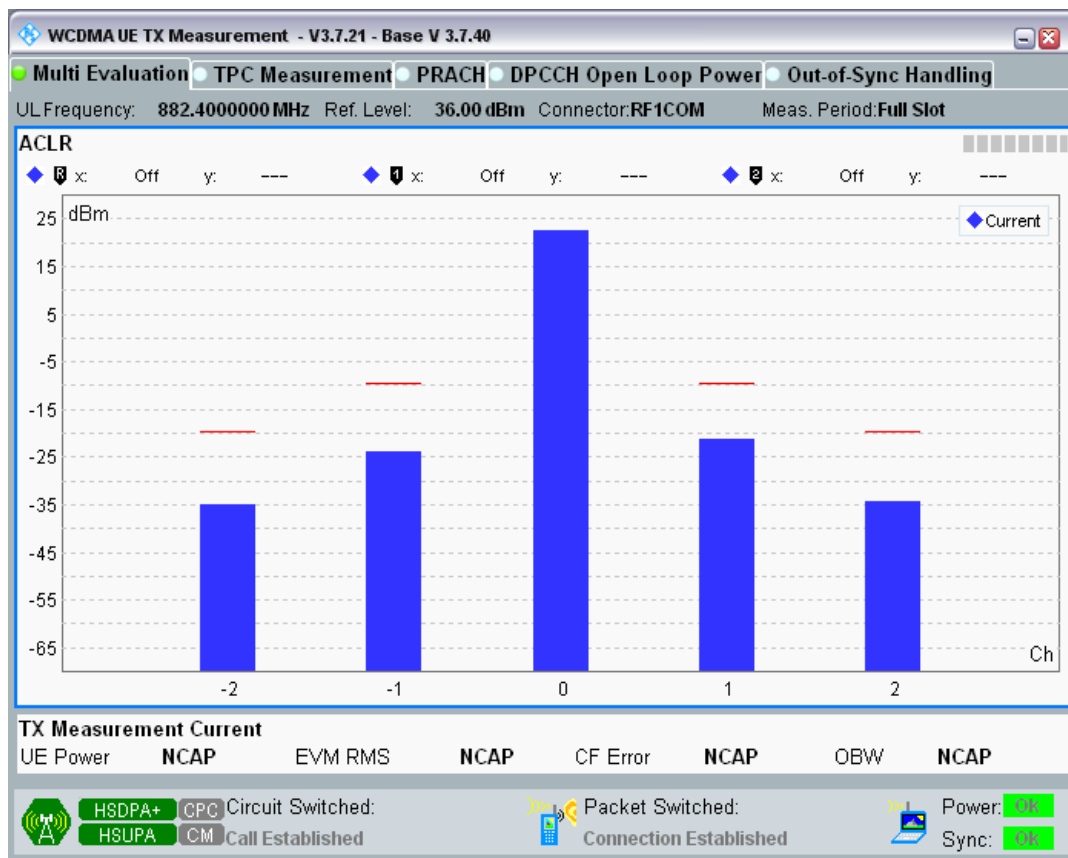 WCDMA UE TX Measurement - V3.7.21 - Base V 3.7.40
Multi Evaluation TPC Measurement PRACH DPCCH Open Loop Power Out-of-Sync Handling
UL Frequency: 882.4000000 MHz Ref. Level: 36.00 dBm Connector:RF1COM Meas. Period:Full Slot
ACLR
R x: Off y: --- 1 x: Off y: --- 2 x: Off y: ---
dBm
Current
25
15
5
-5
-15
-25
-35
-45
-55
-65
Ch
-2 -1 0 1 2
TX Measurement Current
UE Power NCAP EVM RMS NCAP CF Error NCAP OBW NCAP
HSDPA+ CPC Circuit Switched: Packet Switched: Power: OK
HSUPA CM Call Established Connection Established Sync: OK